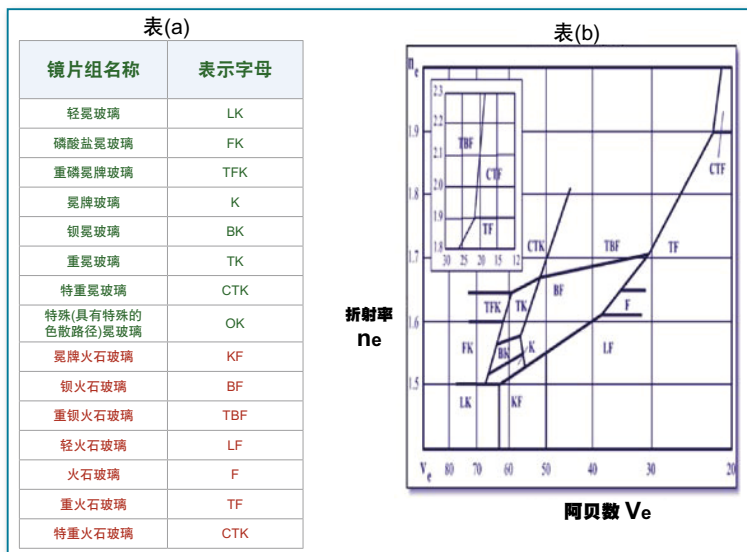 表(a)
镜片组名称 表示字母
轻冕玻璃 LK
磷酸盐冕玻璃 FK
重磷冕牌玻璃 TFK
冕牌玻璃 K
钡冕玻璃 BK
重冕玻璃 TK
特重冕玻璃 CTK
特殊(具有特殊的
色散路径)冕玻璃 OK
冕牌火石玻璃 KF
钡火石玻璃 BF
重钡火石玻璃 TBF
轻火石玻璃 LF
火石玻璃 F
重火石玻璃 TF
特重火石玻璃 CTK
表(b)
ne
2.3
2.2
2.1
2.0
1.9
1.8
TBF
CTF
TF
30 25 20 15 12
1.9
1.8
1.7
1.6
1.5
CTF
CTK TBF TF
BF
TFK TK
F
FK
BK K LF
LK KF
Ve 80 70 60 50 40 30 20
折射率
ne
阿贝数 Ve